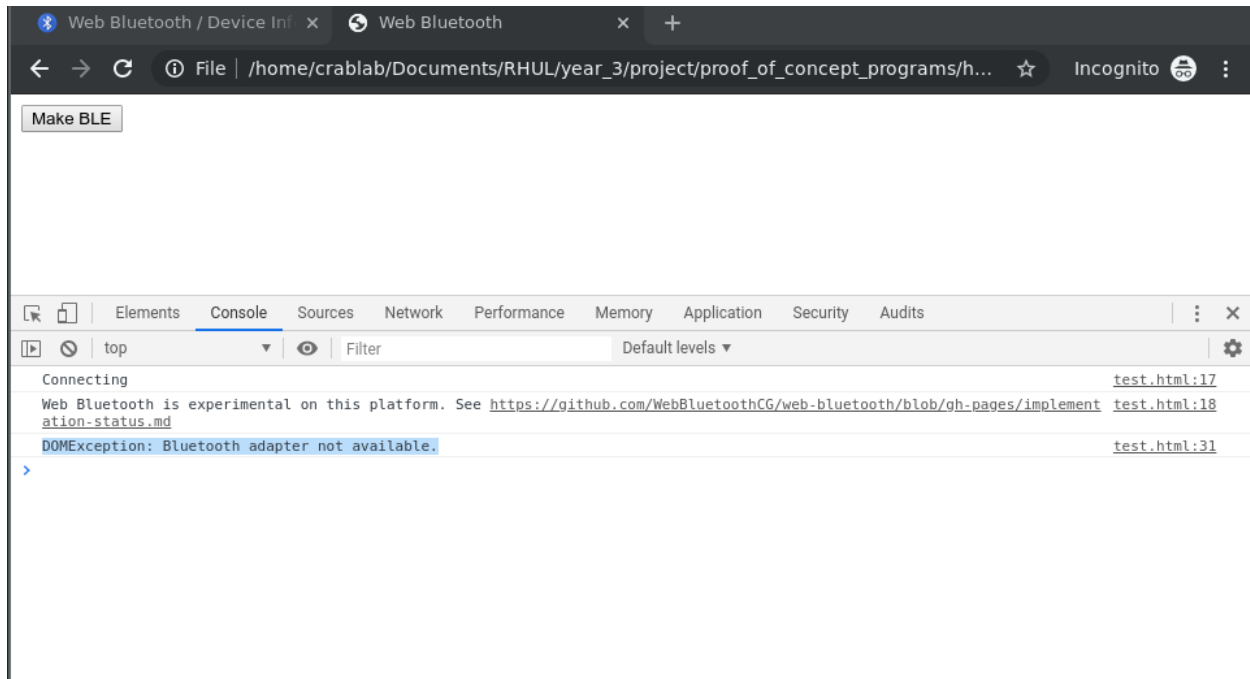 Web Bluetooth / Device Inf
Web Bluetooth
File | /home/crablab/Documents/RHUL/year_3/project/proof_of_concept_programs/h... Incognito
Make BLE
Elements Console Sources Network Performance Memory Application Security Audits
top Filter Default levels ▼
Connecting test.html:17
Web Bluetooth is experimental on this platform. See https://github.com/WebBluetoothCG/web-bluetooth/blob/gh-pages/implement test.html:18
ation-status.md
DOMException: Bluetooth adapter not available. test.html:31